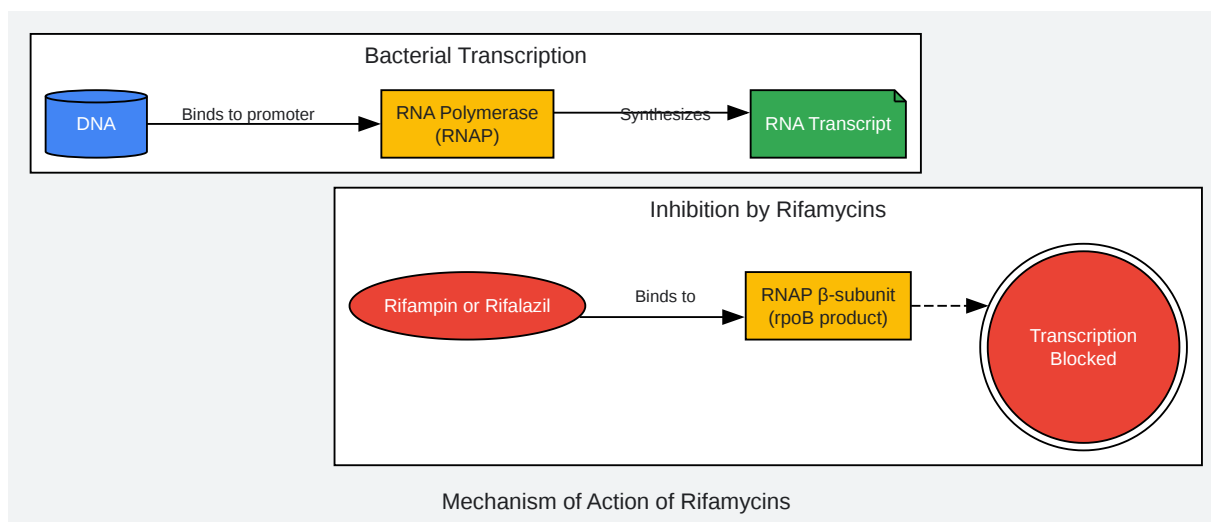 Bacterial Transcription
DNA
Binds to promoter
RNA Polymerase
(RNAP)
Synthesizes
RNA Transcript
Inhibition by Rifamycins
Rifampin or Rifalazil
Binds to
RNAP β-subunit
(rpoB product)
Transcription
Blocked
Mechanism of Action of Rifamycins